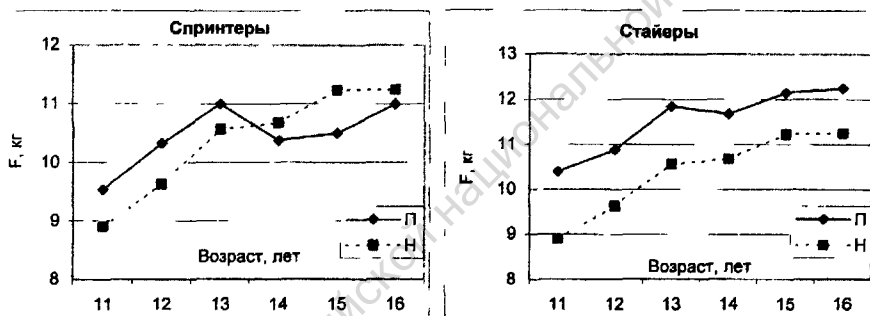 Спринтеры
12
11
10
9
8
F, кг
П
Н
Возраст, лет
11 12 13 14 15 16
Стайеры
13
12
11
10
9
8
F, кг
П
Н
Возраст, лет
11 12 13 14 15 16
национальной